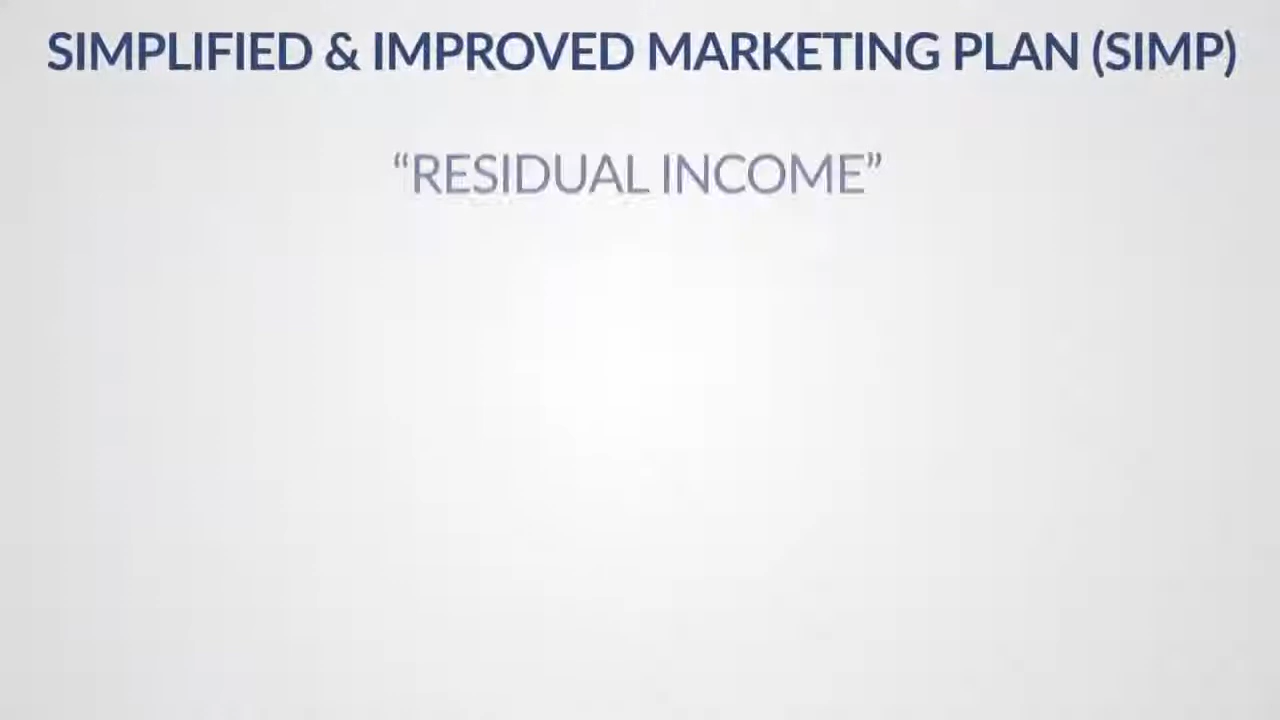 SIMPLIFIED & IMPROVED MARKETING PLAN (SIMP)
“RESIDUAL INCOME”